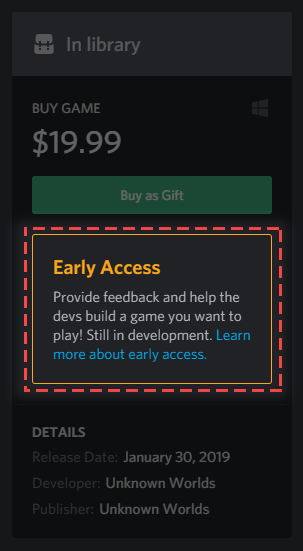 In library
BUY GAME
$19.99
Buy as Gift
Early Access
Provide feedback and help the
devs build a game you want to
play! Still in development. Learn
more about early access.
DETAILS
Release Date: January 30, 2019
Developer: Unknown Worlds
Publisher: Unknown Worlds